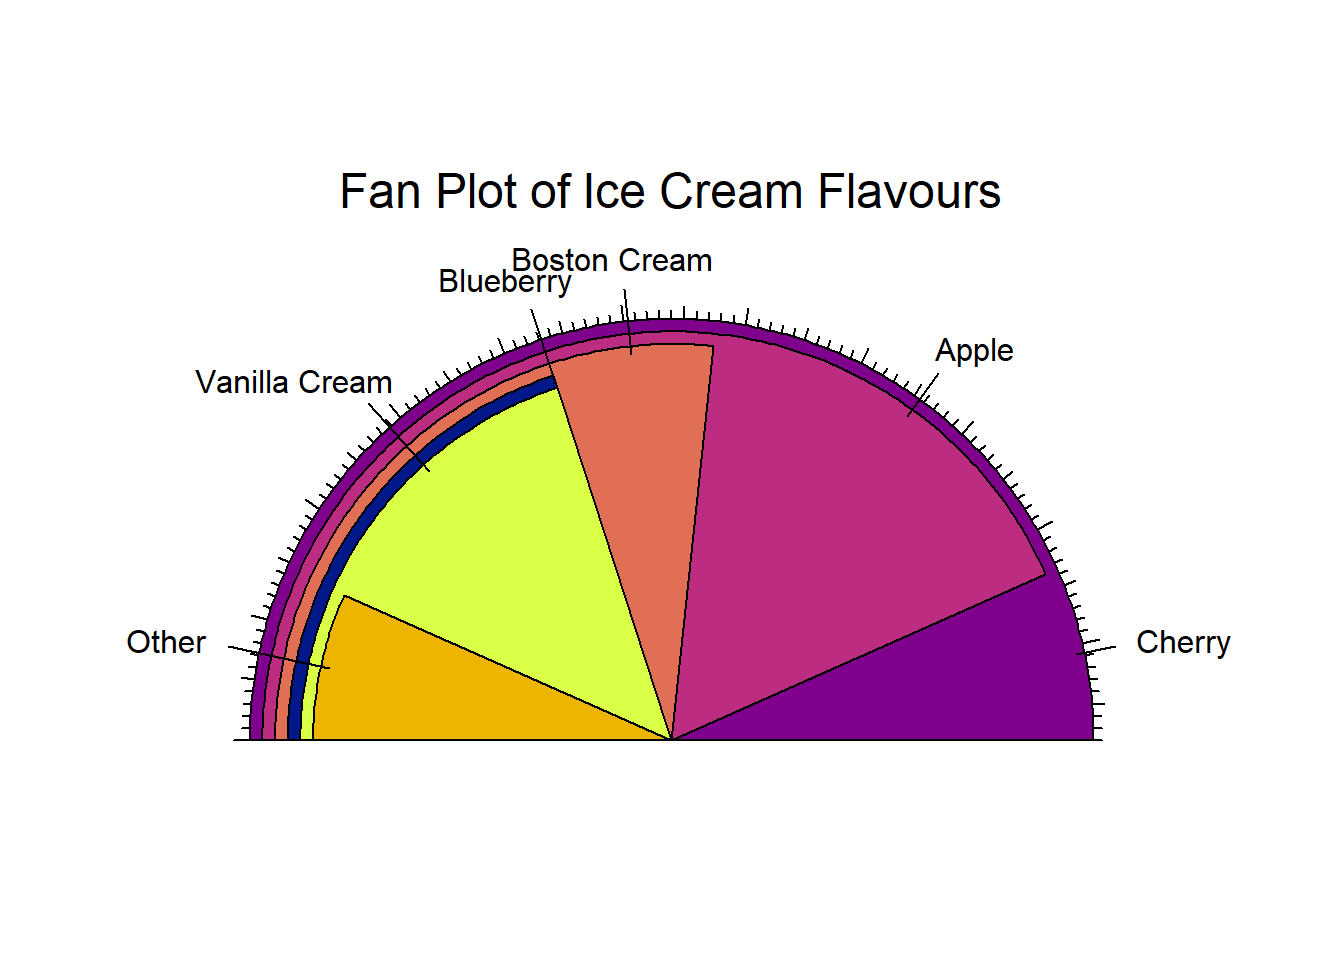 Fan Plot of Ice Cream Flavours
Boston Cream
Blueberry
Apple
Vanilla Cream
Other
Cherry